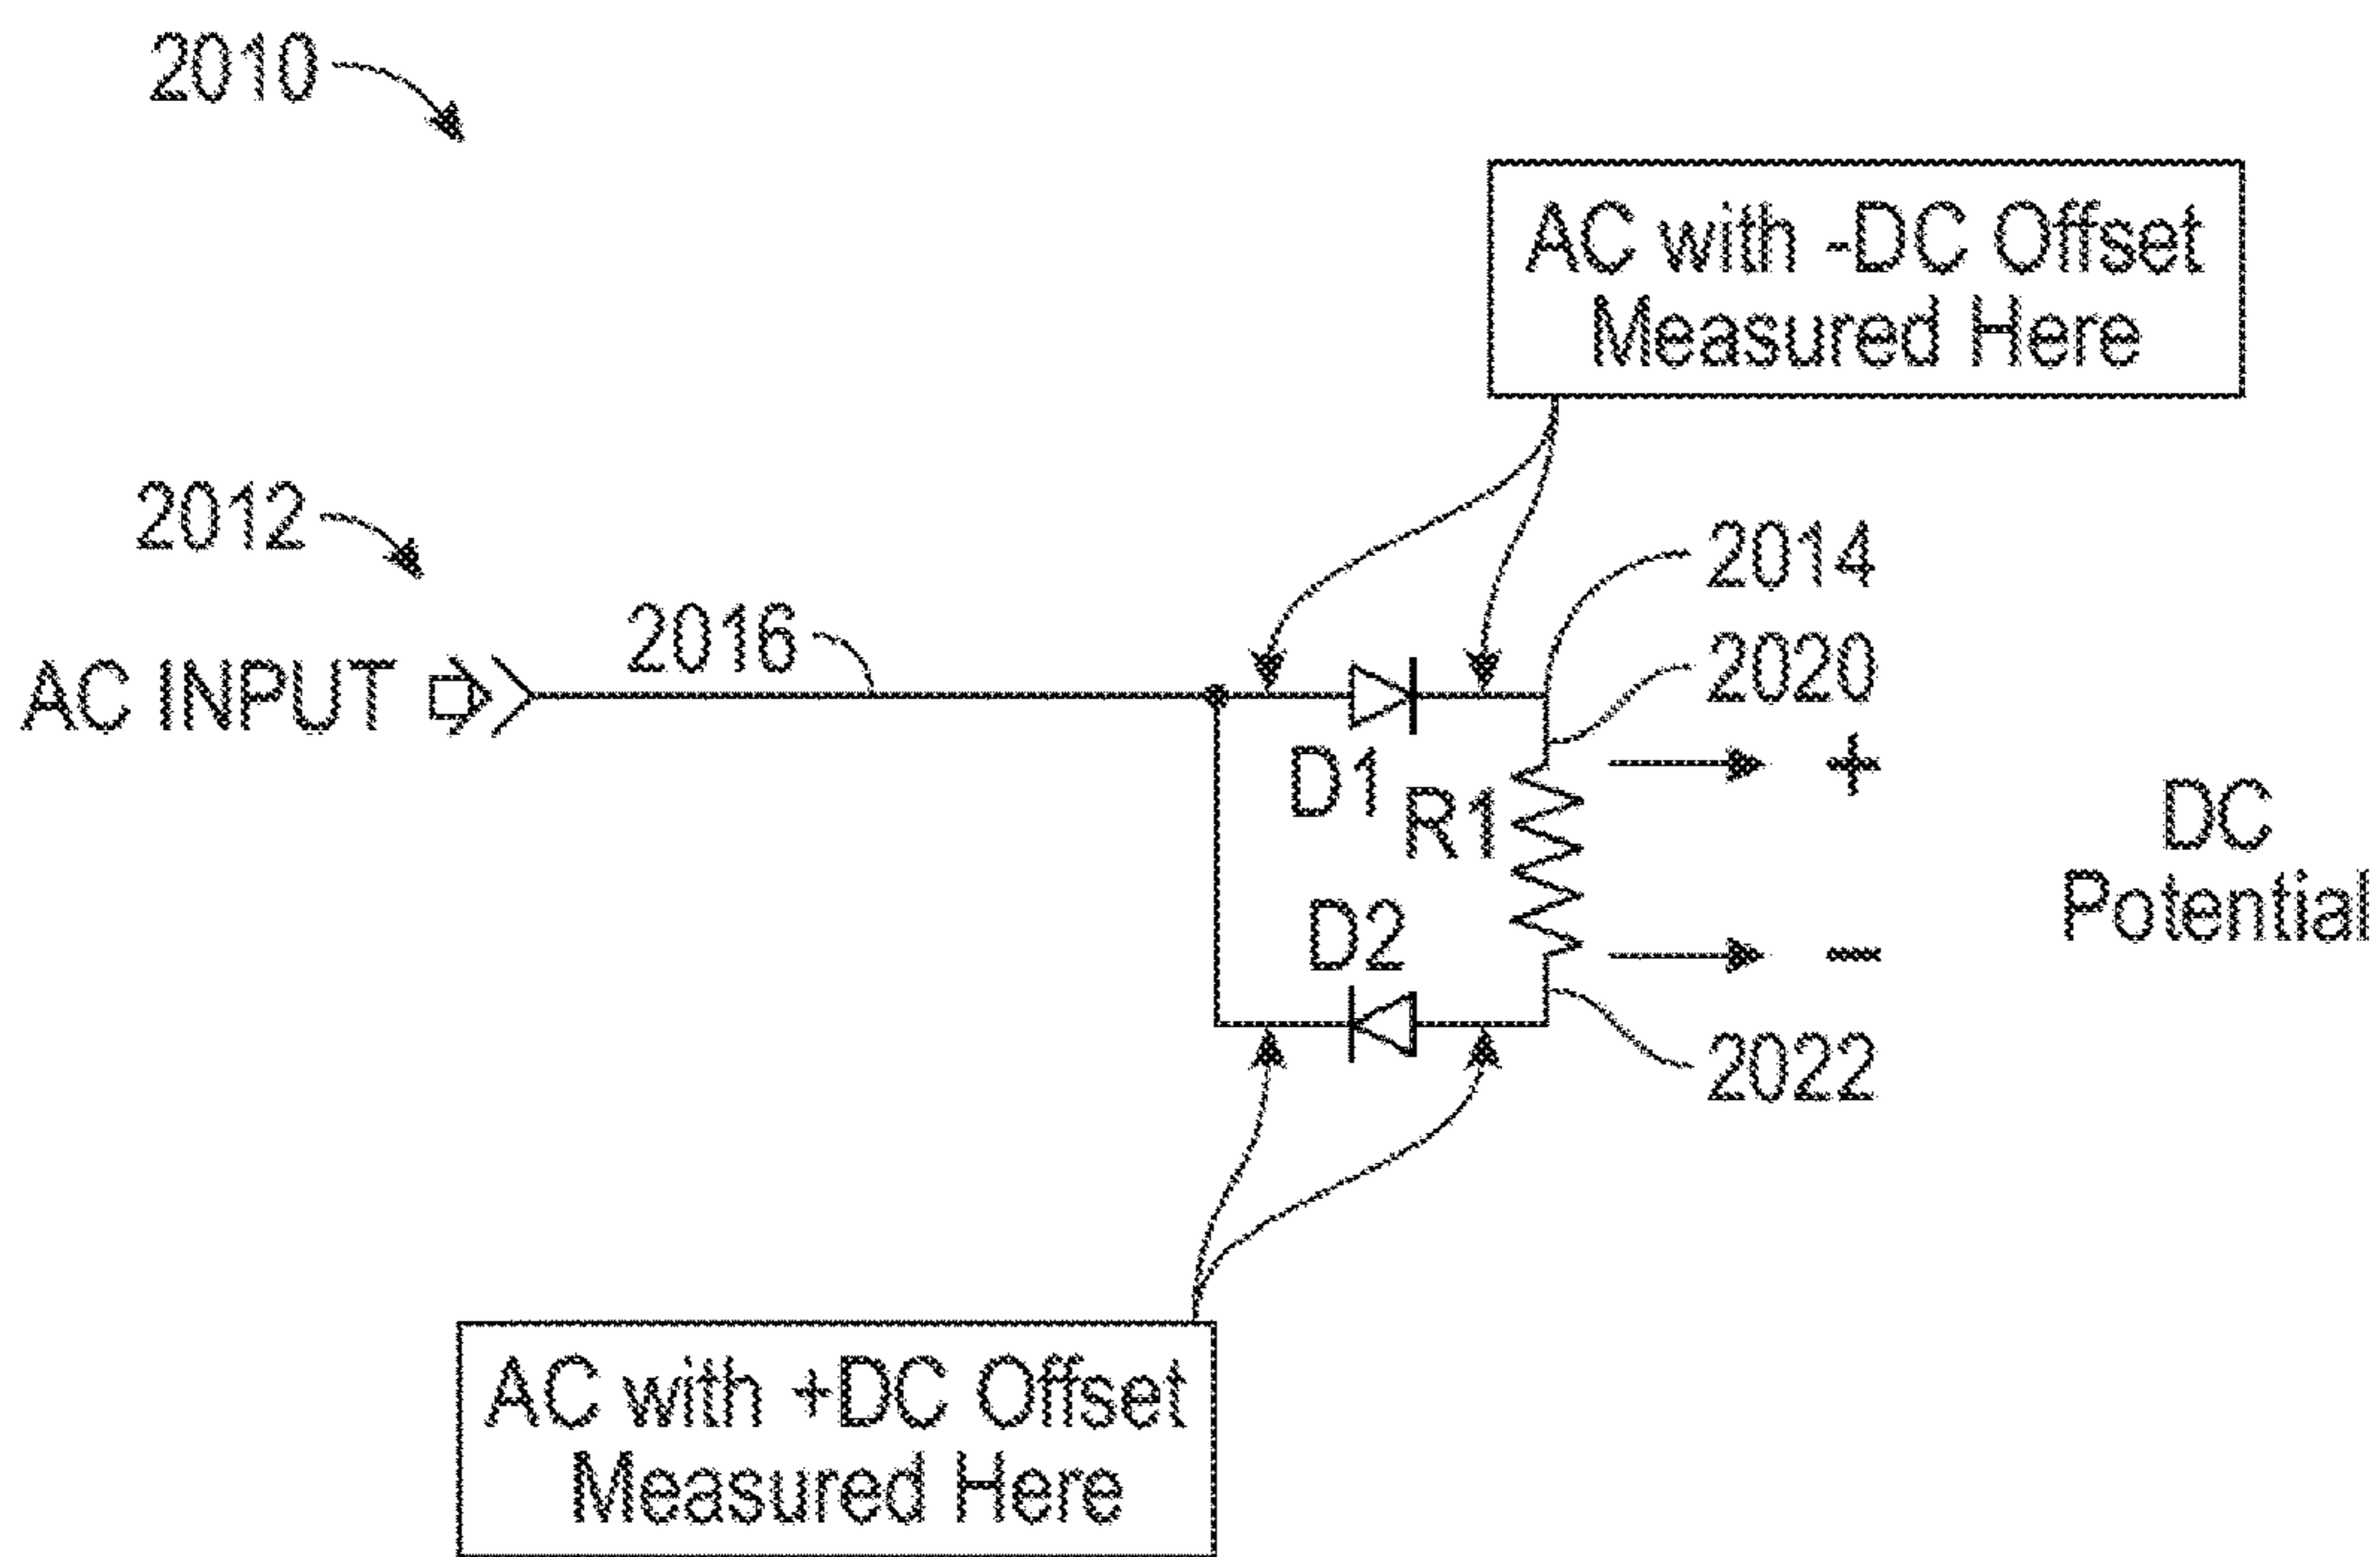 2010
AC with -DC Offset
Measured Here
2012
2014
2016
2020
AC INPUT
+
D1
R1
DC
Potential
D2
−
2022
AC with +DC Offset
Measured Here